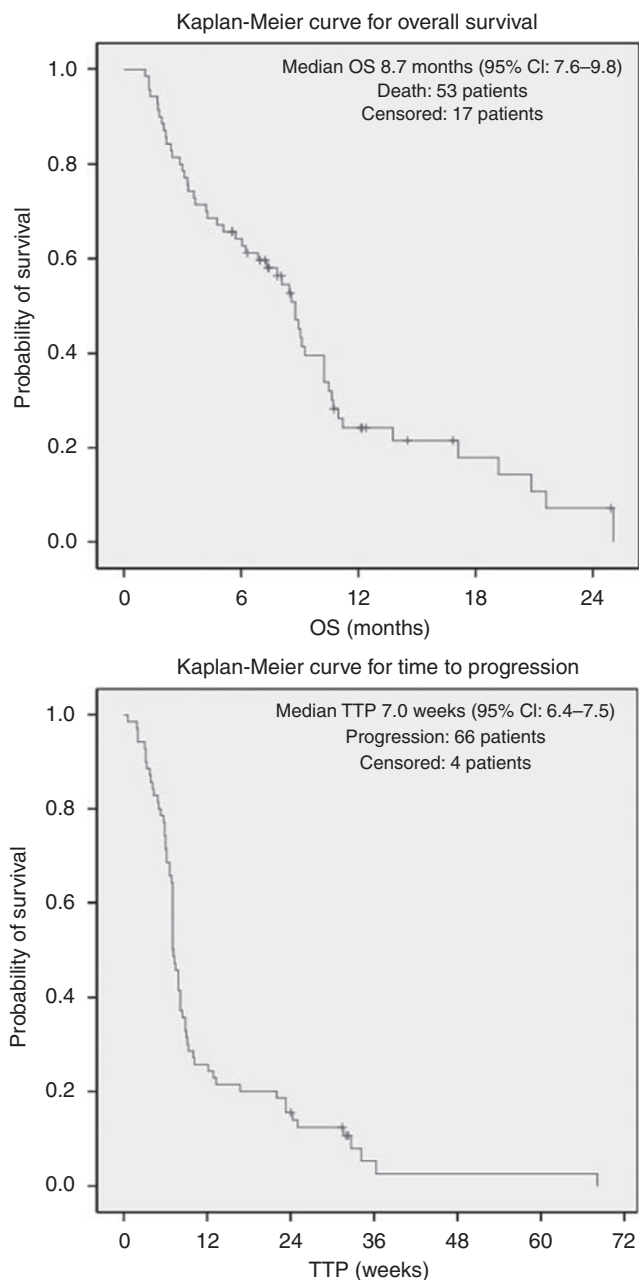 Kaplan-Meier curve for overall survival
Median OS 8.7 months (95% CI: 7.6–9.8)
Death: 53 patients
Censored: 17 patients
1.0
0.8
0.6
0.4
0.2
0.0
Probability of survival
0 6 12 18 24
OS (months)
Kaplan-Meier curve for time to progression
Median TTP 7.0 weeks (95% CI: 6.4–7.5)
Progression: 66 patients
Censored: 4 patients
1.0
0.8
0.6
0.4
0.2
0.0
Probability of survival
0 12 24 36 48 60 72
TTP (weeks)